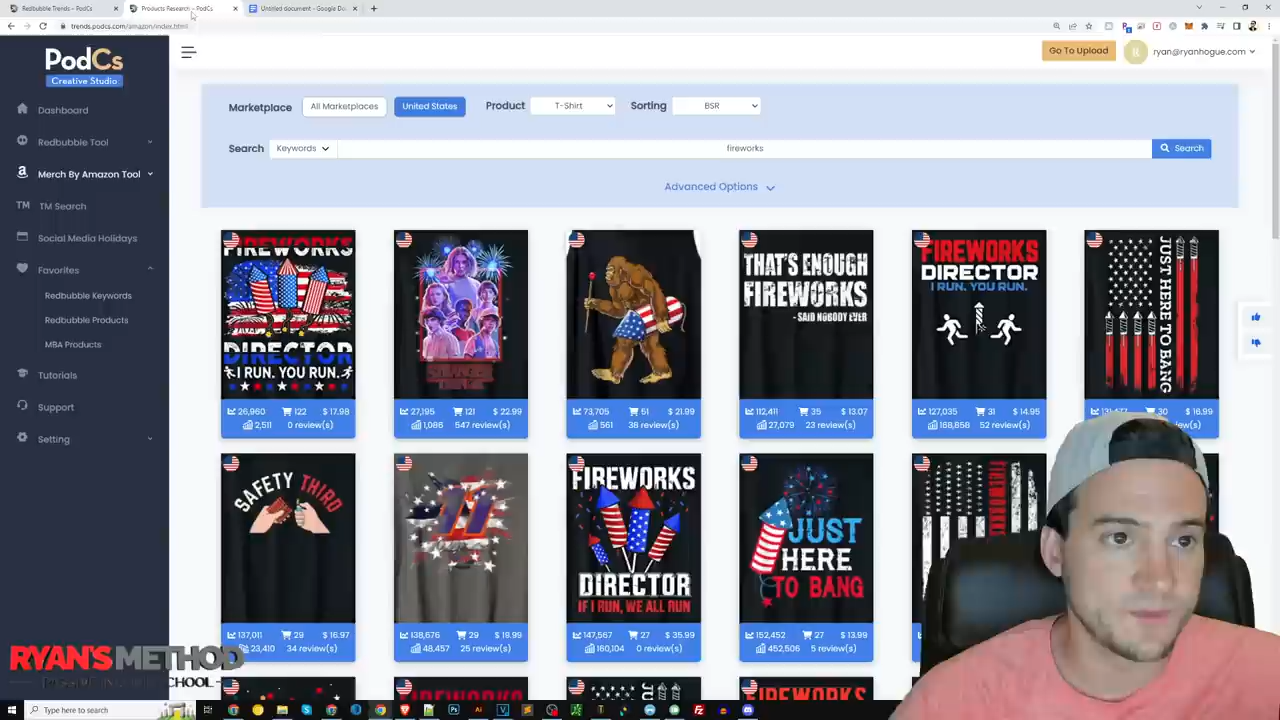 Redbubble Trends – PodCs
Products Research – PodCs
Untitled document - Google Do
trends.podcs.com/amazon/index.html
PodCs
Creative Studio
Go To Upload
R
ryan@ryanhogue.com
Dashboard
Redbubble Tool
Merch By Amazon Tool
TM Search
Social Media Holidays
Favorites
Redbubble Keywords
Redbubble Products
MBA Products
Tutorials
Support
Setting
Marketplace
All Marketplaces
United States
Product
T-Shirt
Sorting
BSR
Search
Keywords
fireworks
Search
Advanced Options
FIREWORKS
DIRECTOR
I RUN. YOU RUN.
26,960 122 $ 17.98
2,511 0 review(s)
27,195 121 $ 22.99
1,086 547 review(s)
73,705 51 $ 21.99
561 38 review(s)
THAT'S ENOUGH
FIREWORKS
- SAID NOBODY EVER
112,411 35 $ 13.07
27,079 23 review(s)
FIREWORKS
DIRECTOR
I RUN. YOU RUN.
127,035 31 $ 14.95
168,858 52 review(s)
JUST HERE TO BANG
30 $ 16.99
SAFETY THIRD
137,011 29 $ 16.97
23,410 34 review(s)
11
138,676 29 $ 19.99
48,457 25 review(s)
FIREWORKS
DIRECTOR
IF I RUN, WE ALL RUN
147,567 27 $ 35.99
160,104 0 review(s)
JUST
HERE
TO BANG
152,452 27 $ 13.99
452,506 5 review(s)
RYAN'S METHOD
Type here to search